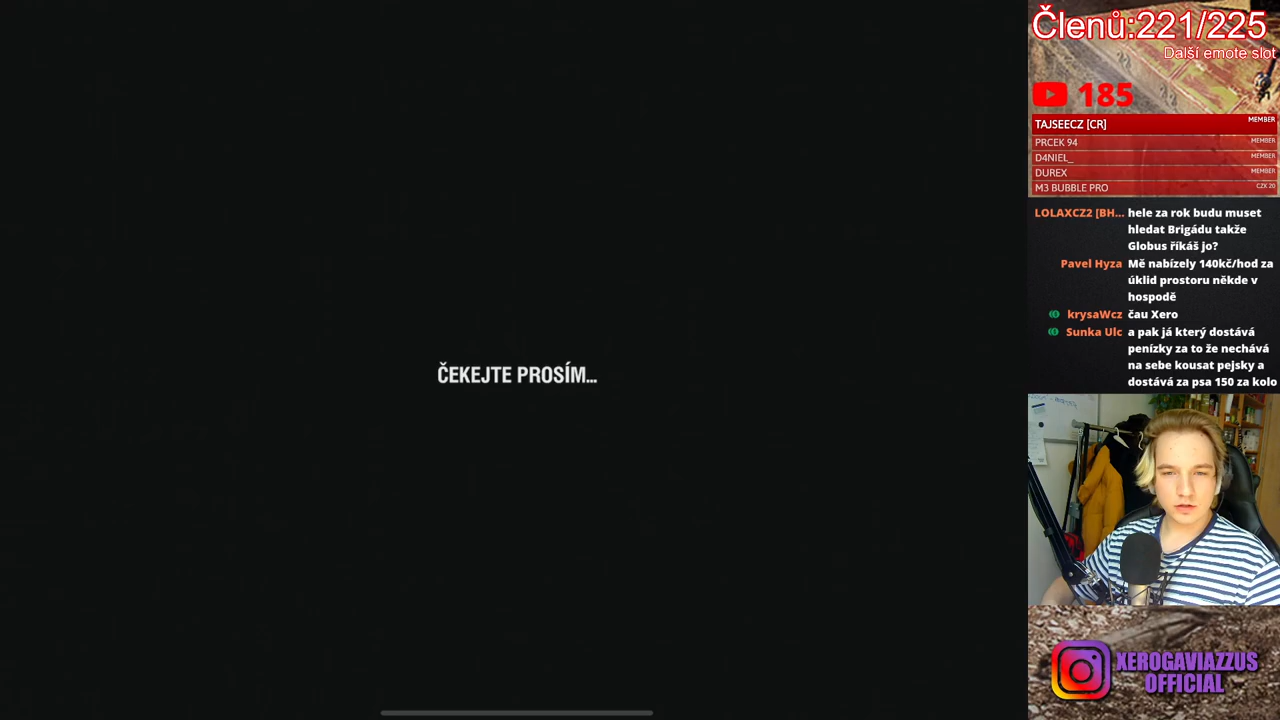 ČEKEJTE PROSÍM...
Členů:221/225
Další emote slot
185
TAJSEECZ [CR] MEMBER
PRCEK 94 MEMBER
D4NIEL_ MEMBER
DUREX MEMBER
M3 BUBBLE PRO CZK 20
LOLAXCZ2 [BH... hele za rok budu muset
hledat Brigádu takže
Globus říkáš jo?
Pavel Hyza Mě nabízely 140kč/hod za
úklid prostoru někde v
hospodě
krysaWcz čau Xero
Sunka Ulc a pak já který dostává
penízky za to že nechává
na sebe kousat pejsky a
dostává za psa 150 za kolo
XEROGAVIAZZUS
OFFICIAL